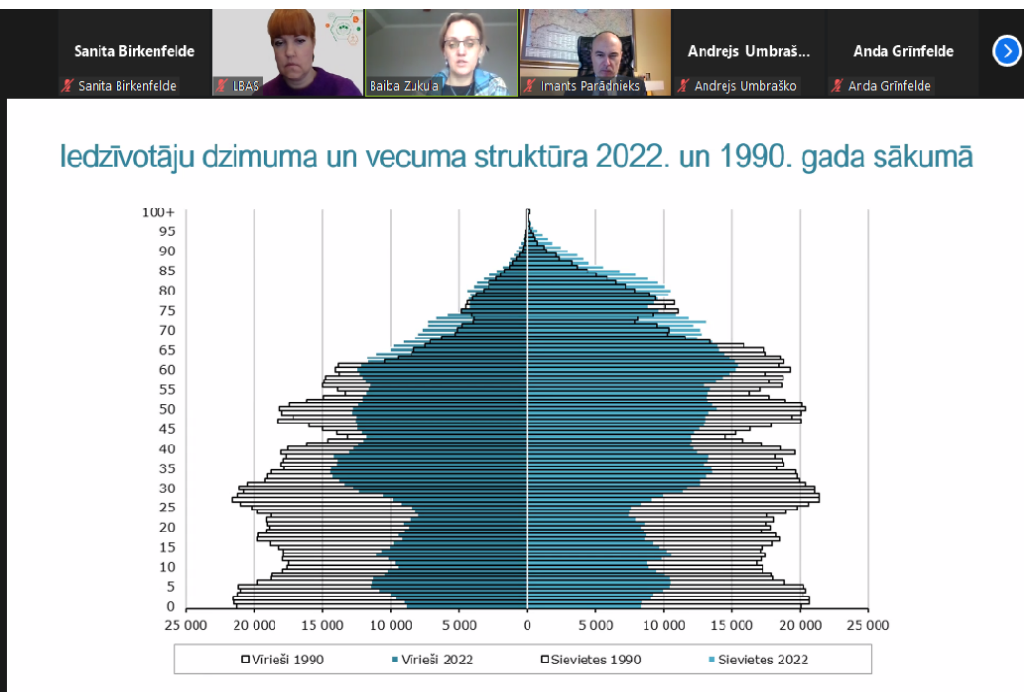 Sanita Birkenfelde
Andrejs Umbraš...
Anda Grīnfelde
Sanita Birkenfelde
LBAS
Baiba Zukula
Imants Parādnieks
Andrejs Umbraško
Arda Grīnfelde
Iedzīvotāju dzimuma un vecuma struktūra 2022. un 1990. gada sākumā
100+
95
90
85
80
75
70
65
60
55
50
45
40
35
30
25
20
15
10
5
0
25 000 20 000 15 000 10 000 5 000 0 5 000 10 000 15 000 20 000 25 000
Vīrieši 1990 Vīrieši 2022 Sievietes 1990 Sievietes 2022